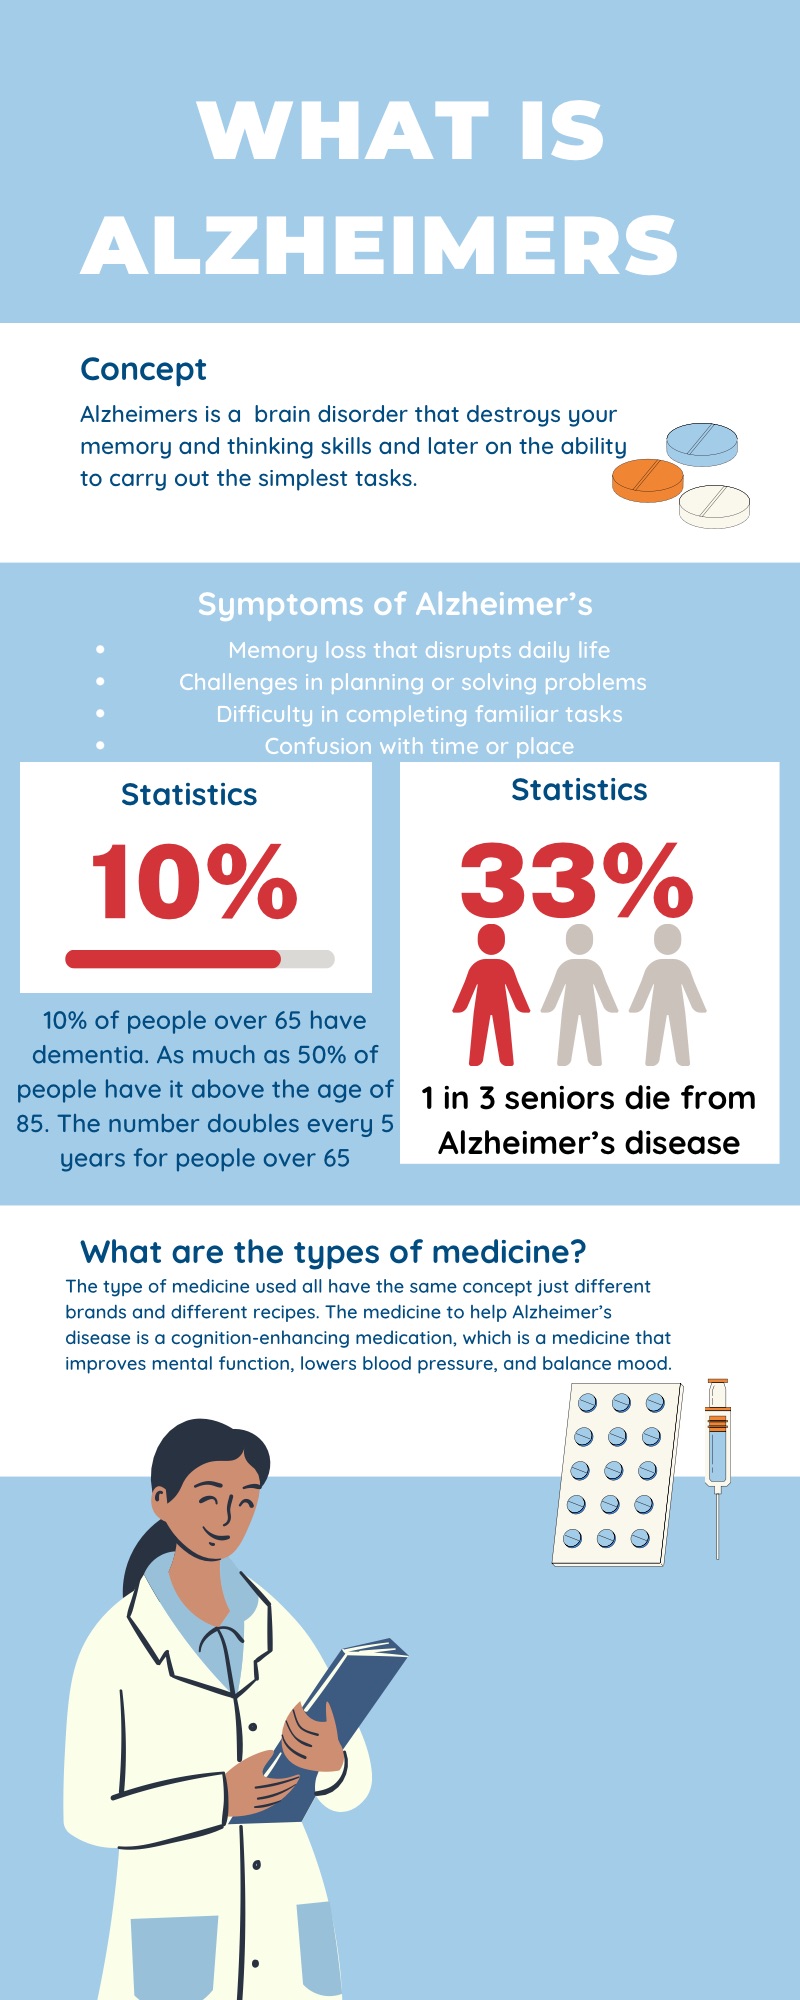 WHAT IS
ALZHEIMERS
Concept
Alzheimers is a  brain disorder that destroys your
memory and thinking skills and later on the ability
to carry out the simplest tasks.
Symptoms of Alzheimer's
• Memory loss that disrupts daily life
• Challenges in planning or solving problems
• Difficulty in completing familiar tasks
• Confusion with time or place
Statistics
10%
10% of people over 65 have
dementia. As much as 50% of
people have it above the age of
85. The number doubles every 5
years for people over 65
Statistics
33%
1 in 3 seniors die from
Alzheimer's disease
What are the types of medicine?
The type of medicine used all have the same concept just different
brands and different recipes. The medicine to help Alzheimer's
disease is a cognition-enhancing medication, which is a medicine that
improves mental function, lowers blood pressure, and balance mood.